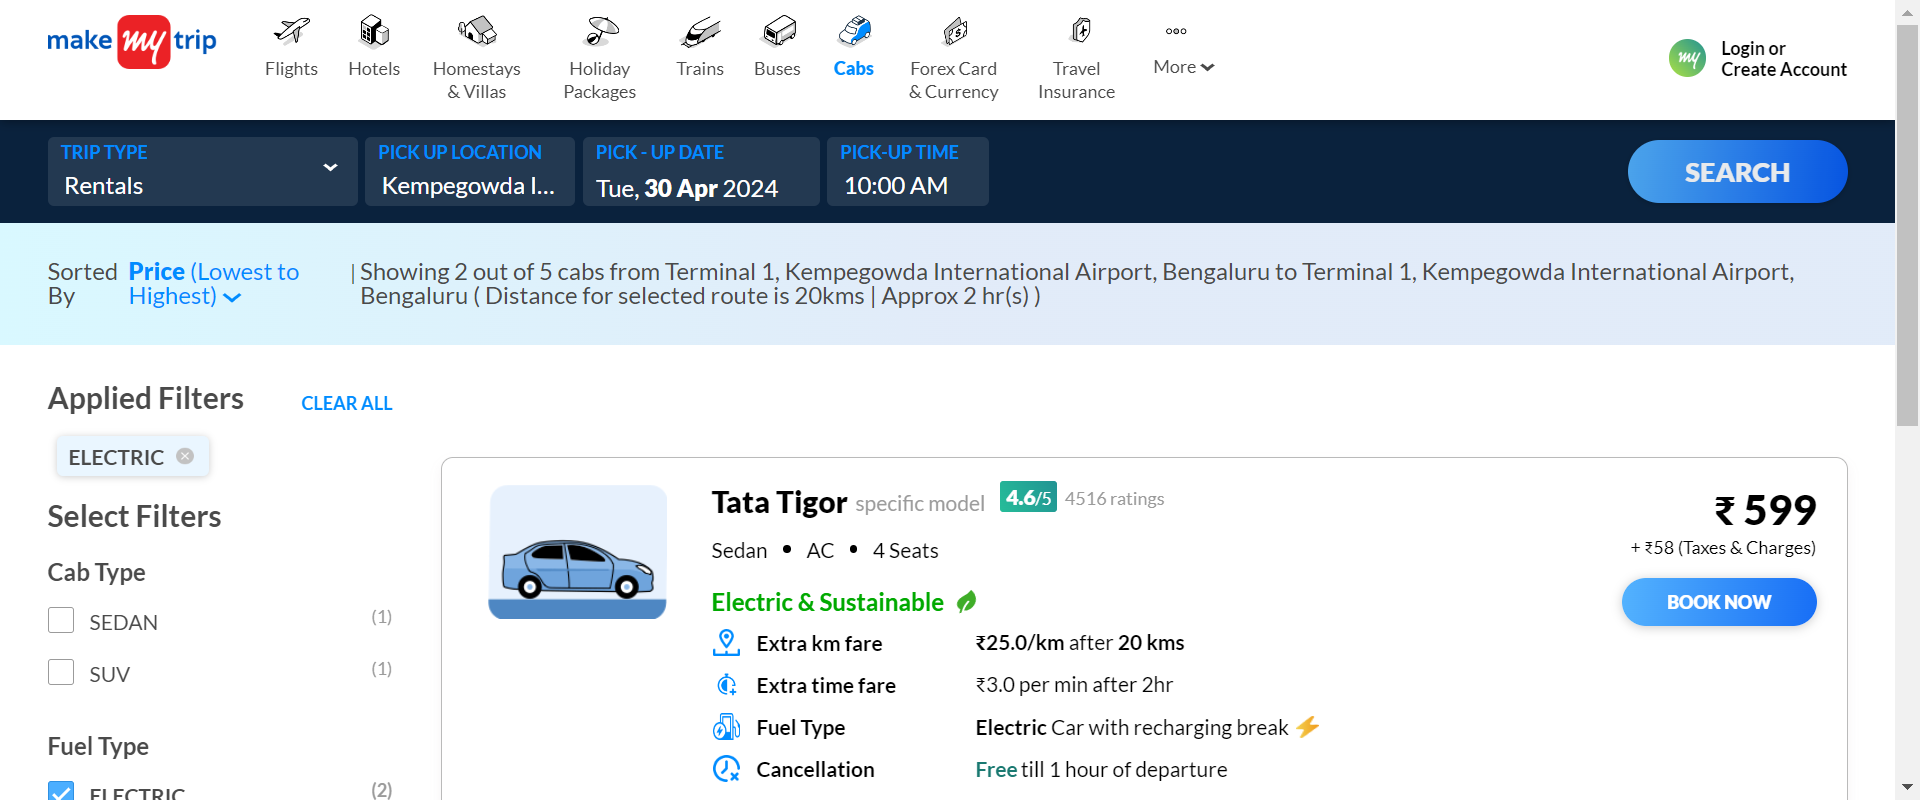 make my trip
Flights
Hotels
Homestays
& Villas
Holiday
Packages
Trains
Buses
Cabs
Forex Card
& Currency
Travel
Insurance
More
my
Login or
Create Account
TRIP TYPE
Rentals
PICK UP LOCATION
Kempegowda I...
PICK - UP DATE
Tue, 30 Apr 2024
PICK-UP TIME
10:00 AM
SEARCH
Sorted
By
Price (Lowest to
Highest)
| Showing 2 out of 5 cabs from Terminal 1, Kempegowda International Airport, Bengaluru to Terminal 1, Kempegowda International Airport,
Bengaluru ( Distance for selected route is 20kms | Approx 2 hr(s) )
Applied Filters
CLEAR ALL
ELECTRIC
Select Filters
Cab Type
SEDAN (1)
SUV (1)
Fuel Type
ELECTRIC (2)
Tata Tigor specific model 4.6/5 4516 ratings
Sedan • AC • 4 Seats
Electric & Sustainable
Extra km fare ₹25.0/km after 20 kms
Extra time fare ₹3.0 per min after 2hr
Fuel Type Electric Car with recharging break
Cancellation Free till 1 hour of departure
₹ 599
+ ₹58 (Taxes & Charges)
BOOK NOW